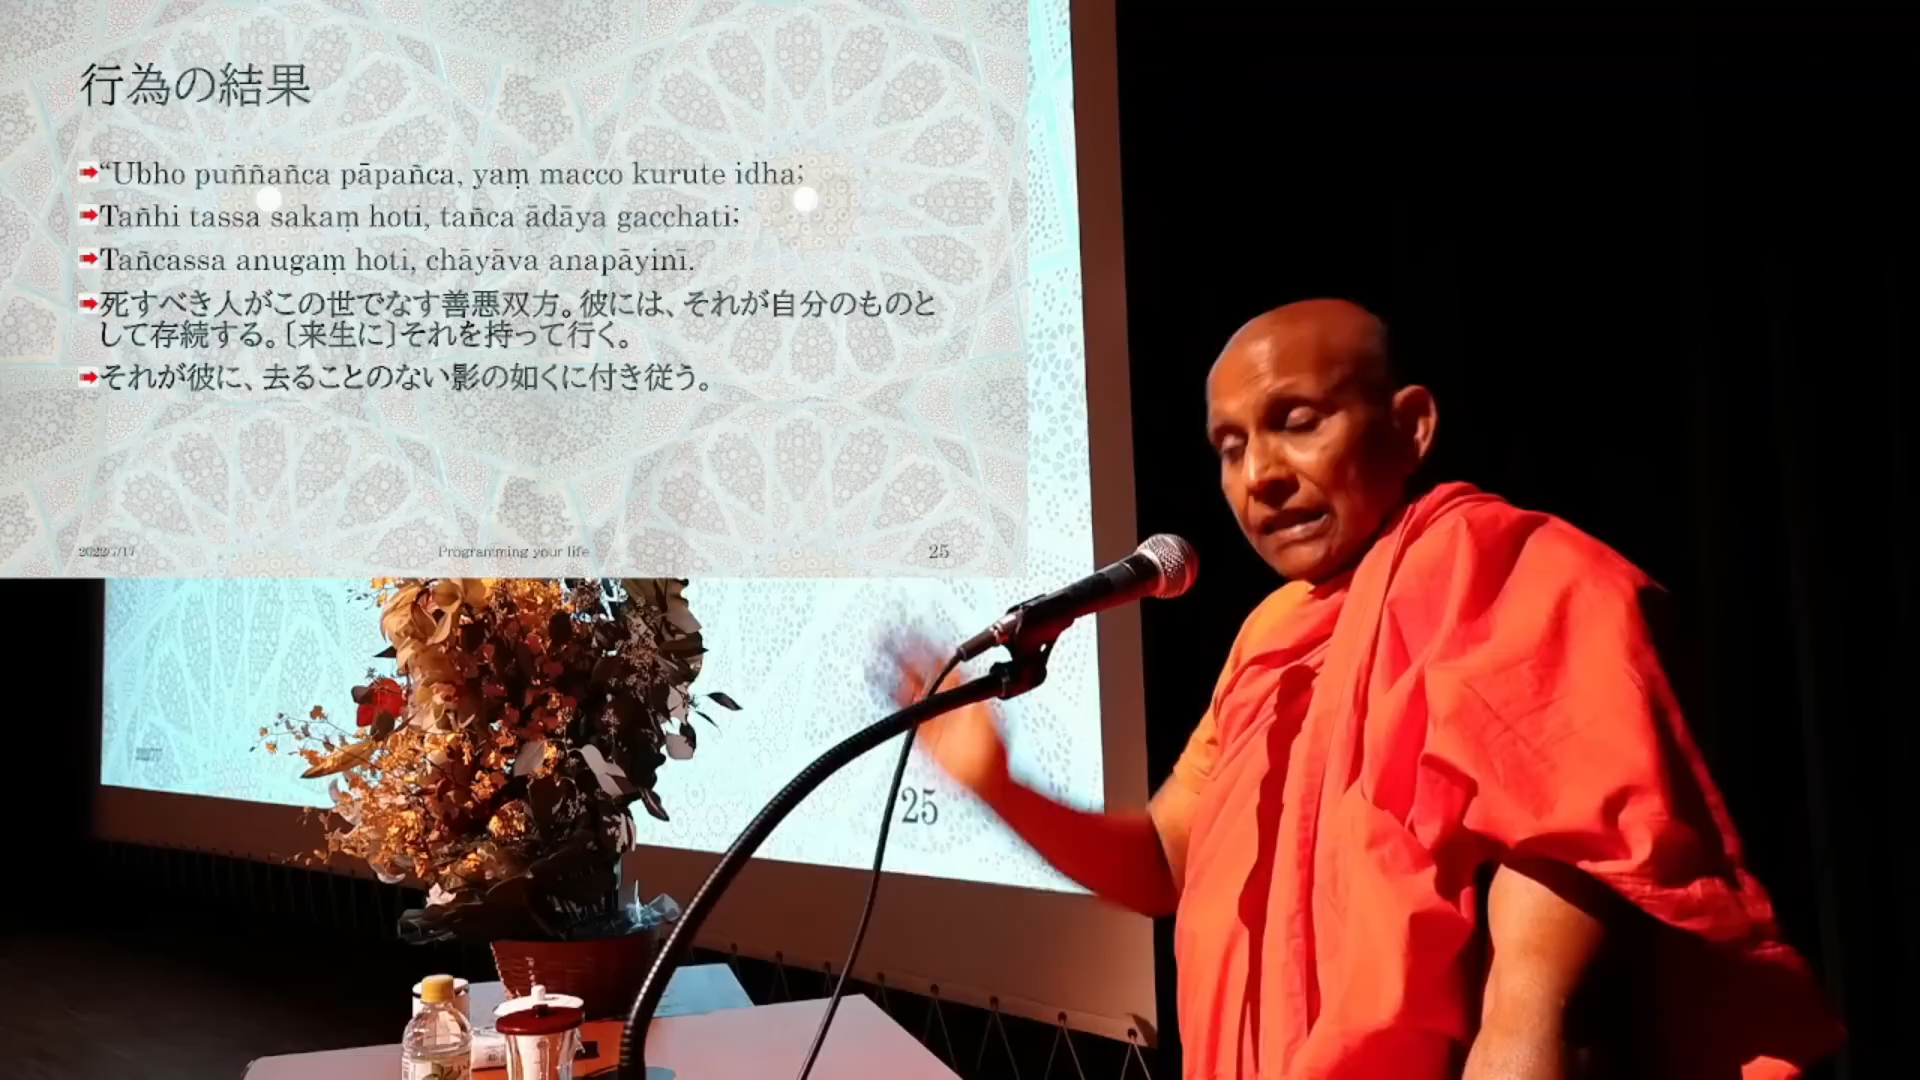 行為の結果
“Ubho puññañca pāpañca, yaṃ macco kurute idha;
Tañhi tassa sakaṃ hoti, tañca ādāya gacchati;
Tañcassa anugaṃ hoti, chāyāva anapāyinī.
死すべき人がこの世でなす善悪双方。彼には、それが自分のものと
して存続する。〔来生に〕それを持って行く。
それが彼に、去ることのない影の如くに付き従う。
2022/7/17 Programming your life 25
25